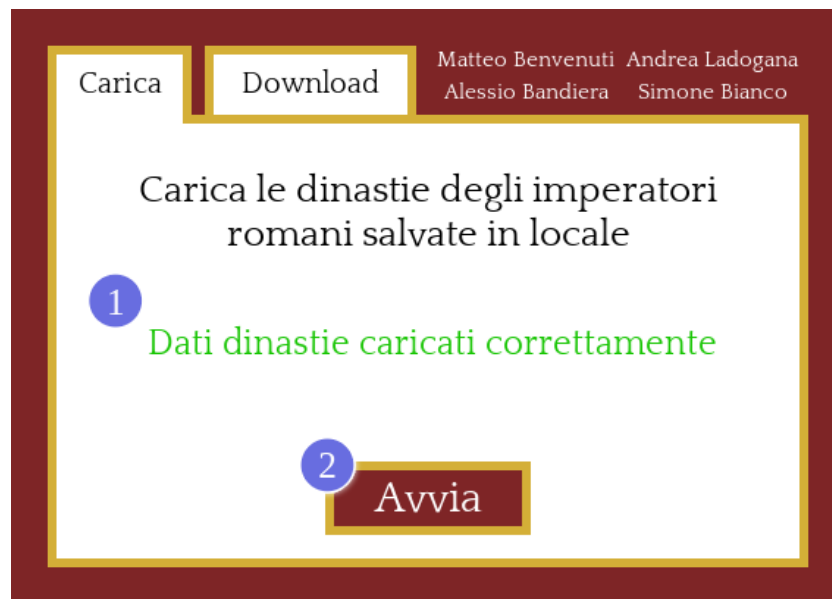 Carica
Download
Matteo Benvenuti Andrea Ladogana
Alessio Bandiera Simone Bianco
Carica le dinastie degli imperatori
romani salvate in locale
1
Dati dinastie caricati correttamente
2
Avvia